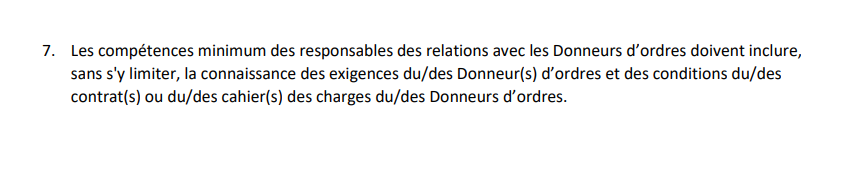 7. Les compétences minimum des responsables des relations avec les Donneurs d’ordres doivent inclure,
sans s'y limiter, la connaissance des exigences du/des Donneur(s) d’ordres et des conditions du/des
contrat(s) ou du/des cahier(s) des charges du/des Donneurs d’ordres.